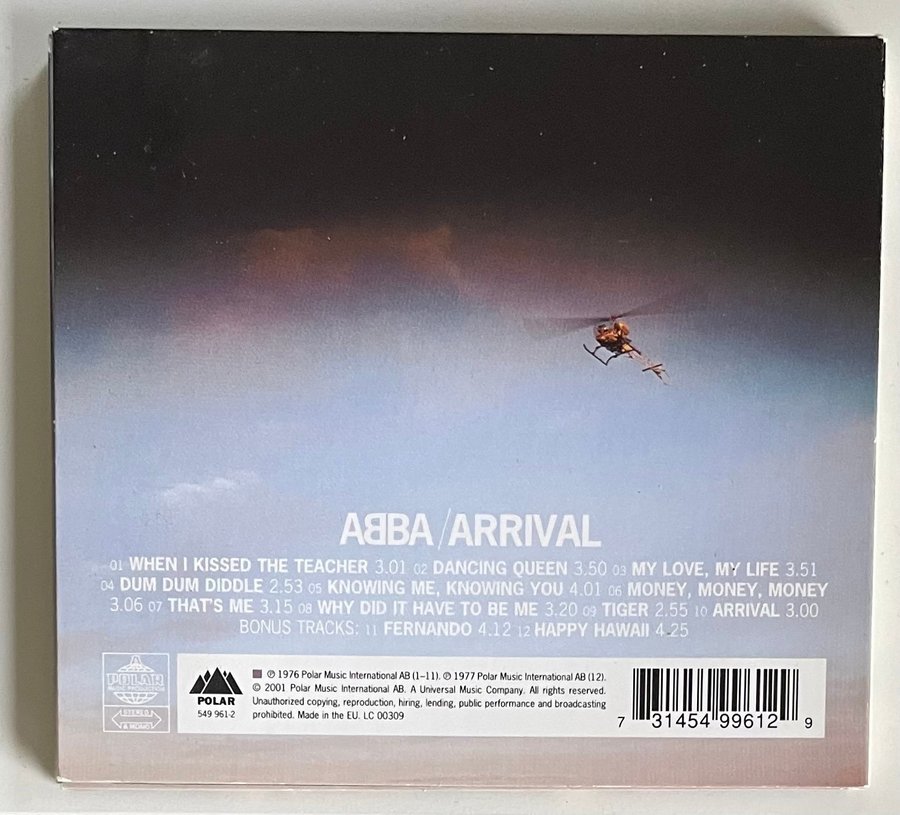 ABBA/ARRIVAL
01 WHEN I KISSED THE TEACHER 3.01 02 DANCING QUEEN 3.50 03 MY LOVE, MY LIFE 3.51
04 DUM DUM DIDDLE 2.53 05 KNOWING ME, KNOWING YOU 4.01 06 MONEY, MONEY, MONEY
3.06 07 THAT'S ME 3.15 08 WHY DID IT HAVE TO BE ME 3.20 09 TIGER 2.55 10 ARRIVAL 3.00
BONUS TRACKS: 11 FERNANDO 4.12 12 HAPPY HAWAII 4.25
POLAR
MUSIC PRODUCTION
STEREO
& MONO
POLAR
549 961-2
℗ 1976 Polar Music International AB (1–11). ℗ 1977 Polar Music International AB (12).
© 2001 Polar Music International AB. A Universal Music Company. All rights reserved.
Unauthorized copying, reproduction, hiring, lending, public performance and broadcasting
prohibited. Made in the EU. LC 00309
7 31454 99612 9